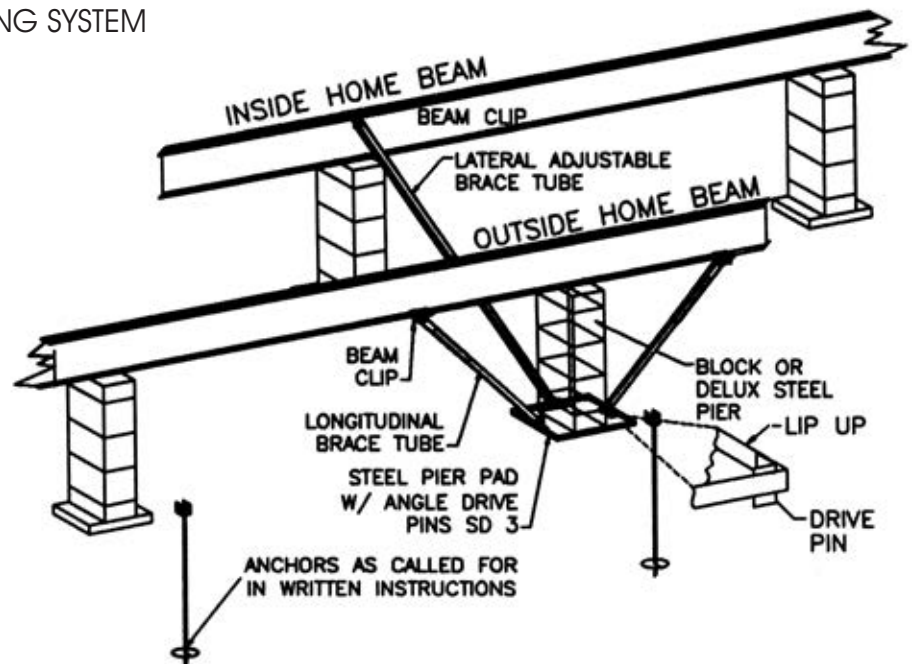 NG SYSTEM
INSIDE HOME BEAM
BEAM CLIP
LATERAL ADJUSTABLE
BRACE TUBE
OUTSIDE HOME BEAM
BEAM
CLIP
LONGITUDINAL
BRACE TUBE
BLOCK OR
DELUX STEEL
PIER
LIP UP
STEEL PIER PAD
W/ ANGLE DRIVE
PINS SD 3
DRIVE
PIN
ANCHORS AS CALLED FOR
IN WRITTEN INSTRUCTIONS